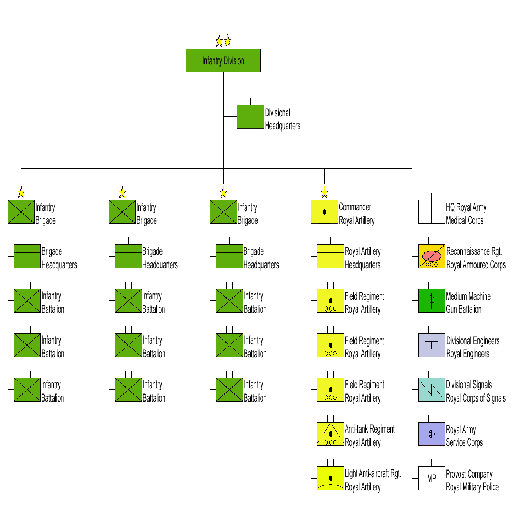 Infantry Division
Divisional
Headquarters
Infantry
Brigade
Infantry
Brigade
Infantry
Brigade
Commander
Royal Artillery
HQ Royal Army
Medical Corps
Brigade
Headquarters
Brigade
Headquarters
Brigade
Headquarters
Royal Artillery
Headquarters
Reconnaissance Rgt.
Royal Armoured Corps
Infantry
Battalion
Infantry
Battalion
Infantry
Battalion
Field Regiment
Royal Artillery
Medium Machine
Gun Battalion
Infantry
Battalion
Infantry
Battalion
Infantry
Battalion
Field Regiment
Royal Artillery
Divisional Engineers
Royal Engineers
Infantry
Battalion
Infantry
Battalion
Infantry
Battalion
Field Regiment
Royal Artillery
Divisional Signals
Royal Corps of Signals
Anti-tank Regiment
Royal Artillery
Royal Army
Service Corps
Light Anti-aircraft Rgt.
Royal Artillery
MP
Provost Company
Royal Military Police